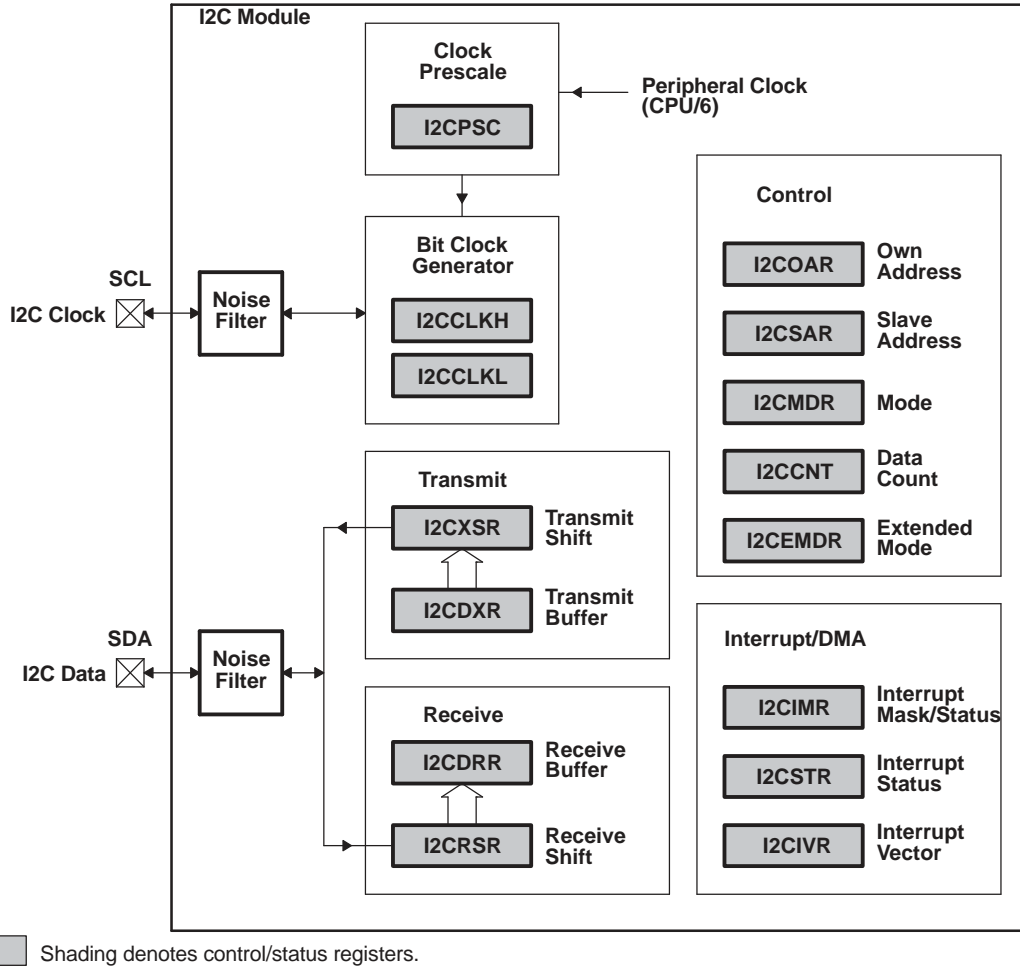 I2C Module
Clock
Prescale
I2CPSC
Peripheral Clock
(CPU/6)
Bit Clock
Generator
I2CCLKH
I2CCLKL
SCL
I2C Clock
Noise
Filter
Control
I2COAR
Own
Address
I2CSAR
Slave
Address
I2CMDR
Mode
I2CCNT
Data
Count
I2CEMDR
Extended
Mode
Transmit
I2CXSR
Transmit
Shift
I2CDXR
Transmit
Buffer
SDA
I2C Data
Noise
Filter
Receive
I2CDRR
Receive
Buffer
I2CRSR
Receive
Shift
Interrupt/DMA
I2CIMR
Interrupt
Mask/Status
I2CSTR
Interrupt
Status
I2CIVR
Interrupt
Vector
Shading denotes control/status registers.